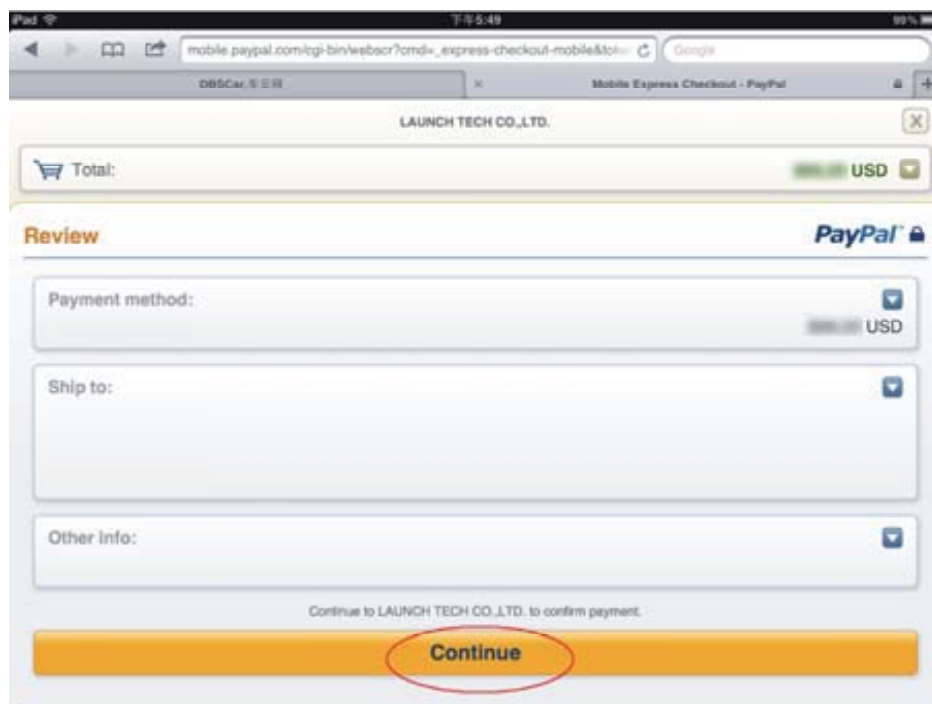 iPad 下午5:49 99%
mobile.paypal.com/cgi-bin/webscr?cmd=_express-checkout-mobile&tok Google
DBSCar, Mobile Express Checkout - PayPal
LAUNCH TECH CO.,LTD.
Total: USD
Review PayPal
Payment method:
USD
Ship to:
Other info:
Continue to LAUNCH TECH CO.,LTD. to confirm payment.
Continue